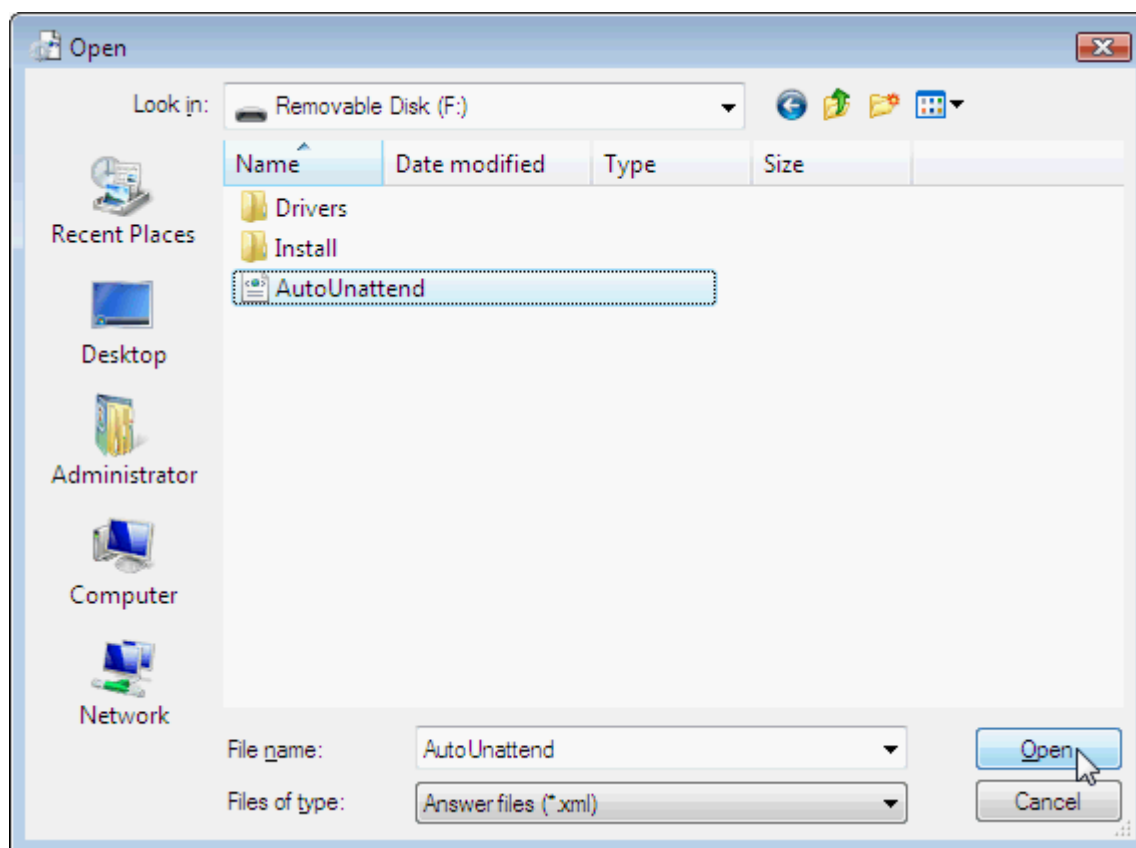 Open
Look in: Removable Disk (F:)
Name Date modified Type Size
Drivers
Install
AutoUnattend
Recent Places
Desktop
Administrator
Computer
Network
File name: AutoUnattend Open
Files of type: Answer files (*.xml) Cancel